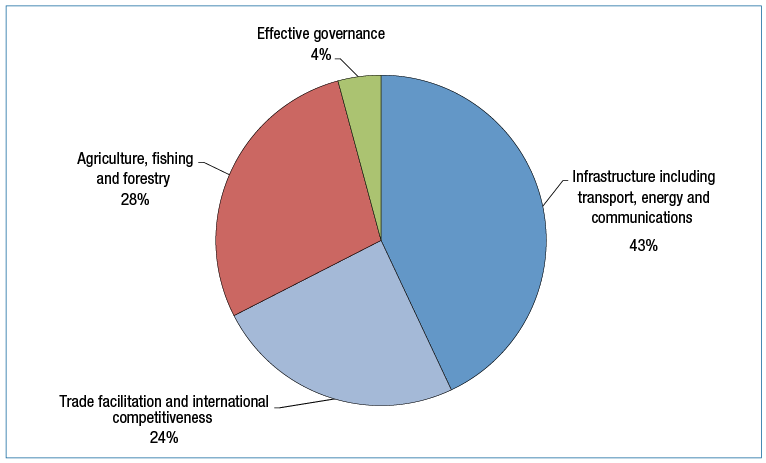 Effective governance
4%
Agriculture, fishing
and forestry
28%
Infrastructure including
transport, energy and
communications
43%
Trade facilitation and international
competitiveness
24%